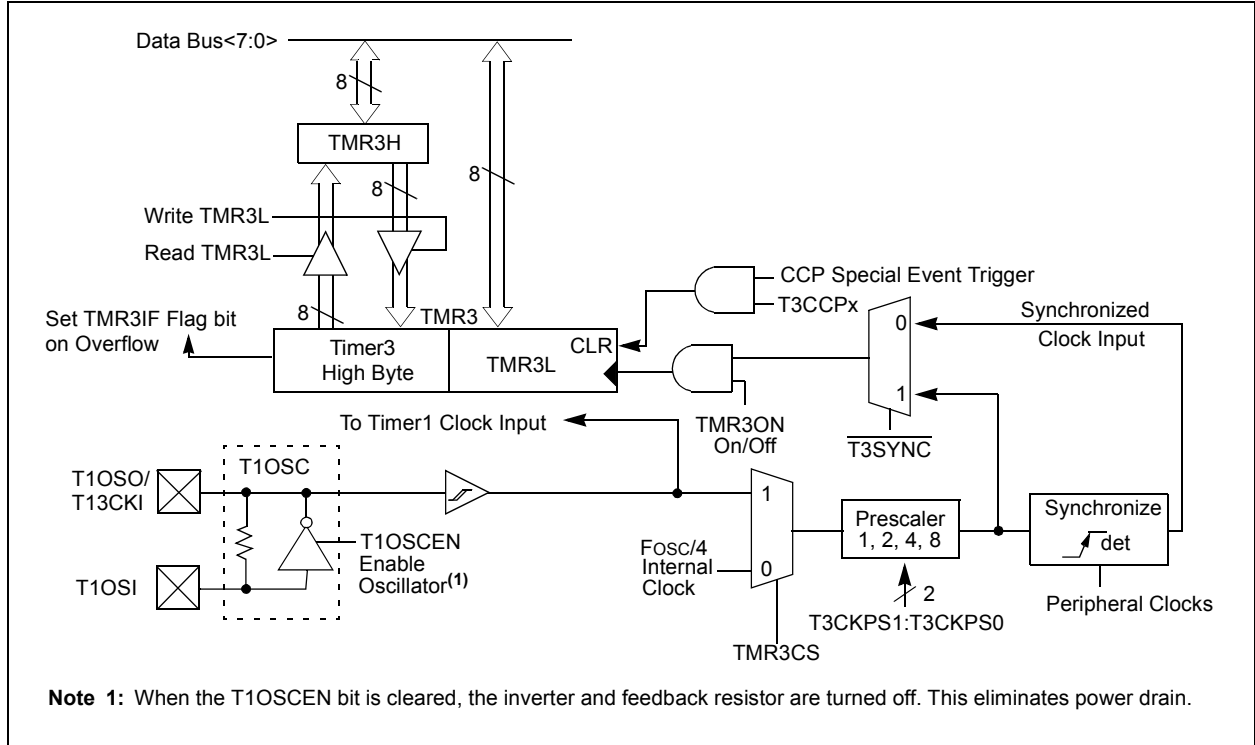 Data Bus<7:0>
8
TMR3H
8
8
Write TMR3L
Read TMR3L
CCP Special Event Trigger
T3CCPx
8
TMR3
Set TMR3IF Flag bit
on Overflow
Timer3
High Byte
TMR3L
CLR
0
Synchronized
Clock Input
1
To Timer1 Clock Input
TMR3ON
On/Off
T3SYNC
T1OSC
T1OSO/
T13CKI
1
Prescaler
1, 2, 4, 8
Synchronize
det
T1OSCEN
Enable
Oscillator(1)
FOSC/4
Internal
Clock
0
T1OSI
2
T3CKPS1:T3CKPS0
Peripheral Clocks
TMR3CS
Note 1: When the T1OSCEN bit is cleared, the inverter and feedback resistor are turned off. This eliminates power drain.